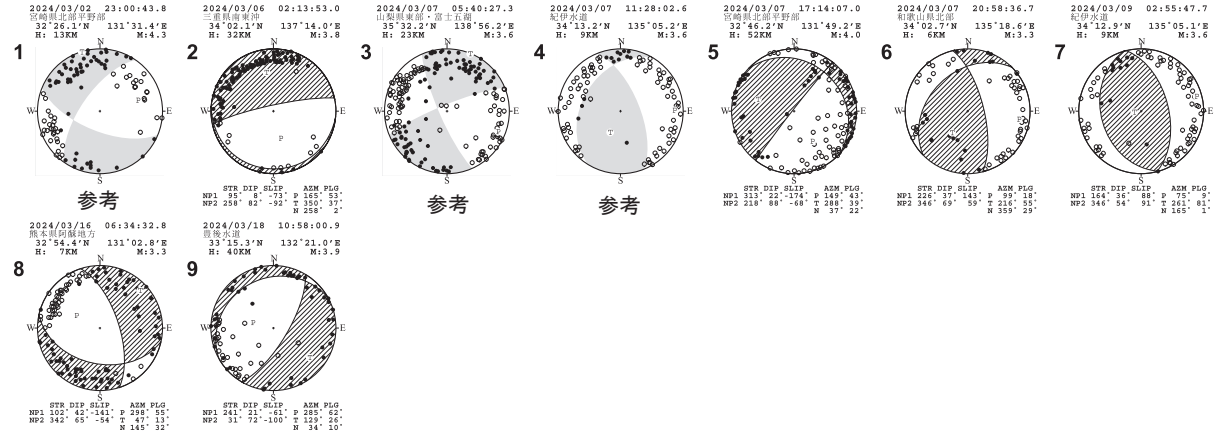 2024/03/02 23:00:43.8
宮崎県北部平野部
32°26.1'N 131°31.4'E
H: 13KM M:4.3
1
N
T
W
P
E
S
参考
2024/03/06 02:13:53.0
三重県南東沖
34°02.1'N 137°14.0'E
H: 32KM M:3.8
2
N
T
W
E
P
S
STR DIP SLIP AZM PLG
NP1 95° 8° -73° P 165° 53°
NP2 258° 82° -92° T 350° 37°
N 258° 2°
2024/03/07 05:40:27.3
山梨県東部・富士五湖
35°32.2'N 138°56.2'E
H: 23KM M:3.6
3
N
T
W
E
P
S
参考
2024/03/07 11:28:02.6
紀伊水道
34°13.2'N 135°05.2'E
H: 9KM M:3.6
4
N
P
W
E
T
S
参考
2024/03/07 17:14:07.0
宮崎県北部平野部
32°46.2'N 131°49.2'E
H: 52KM M:4.0
5
N
T
W
E
P
S
STR DIP SLIP AZM PLG
NP1 313° 22° -174° P 149° 43°
NP2 218° 88° -68° T 288° 39°
N 37° 22°
2024/03/07 20:58:36.7
和歌山県北部
34°02.7'N 135°18.6'E
H: 6KM M:3.3
6
N
W
E
P
T
S
STR DIP SLIP AZM PLG
NP1 226° 37° 143° P 99° 18°
NP2 346° 69° 59° T 216° 55°
N 359° 29°
2024/03/09 02:55:47.7
紀伊水道
34°12.9'N 135°05.1'E
H: 9KM M:3.6
7
N
P
W
T
E
S
STR DIP SLIP AZM PLG
NP1 164° 36° 88° P 75° 9°
NP2 346° 54° 91° T 261° 81°
N 165° 1°
2024/03/16 06:34:32.8
熊本県阿蘇地方
32°54.4'N 131°02.8'E
H: 7KM M:3.3
8
N
T
P
W
E
S
STR DIP SLIP AZM PLG
NP1 102° 42° -141° P 298° 55°
NP2 342° 65° -54° T 47° 13°
N 145° 32°
2024/03/18 10:58:00.9
豊後水道
33°15.3'N 132°21.0'E
H: 40KM M:3.9
9
N
P
W
E
T
S
STR DIP SLIP AZM PLG
NP1 241° 21° -61° P 285° 62°
NP2 31° 72° -100° T 129° 26°
N 34° 10°